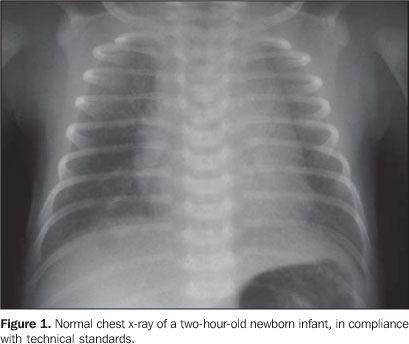 Figure 1. Normal chest x-ray of a two-hour-old newborn infant, in compliance
with technical standards.